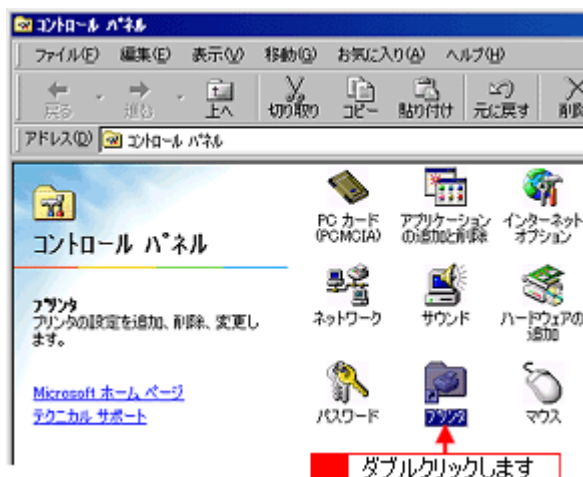 コントロール パネル
ファイル(F) 編集(E) 表示(V) 移動(G) お気に入り(A) ヘルプ(H)
戻る 進む 上へ 切り取り コピー 貼り付け 元に戻す 削除
アドレス(D) コントロール パネル
コントロール パネル
プリンタ
プリンタの設定を追加、削除、変更し
ます。
Microsoft ホーム ページ
テクニカル サポート
PC カード
(PCMCIA)
アプリケーション
の追加と削除
インターネット
オプション
ネットワーク
サウンド
ハードウェアの
追加
パスワード
プリンタ
マウス
ダブルクリックします